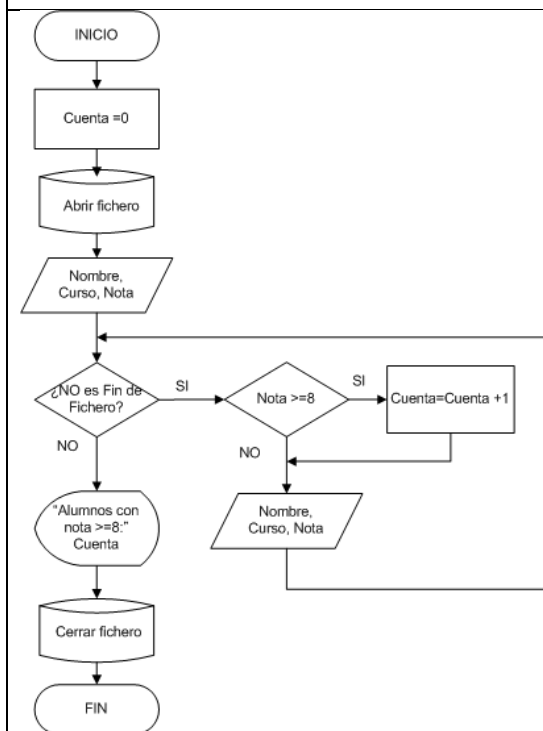 INICIO
Cuenta =0
Abrir fichero
Nombre,
Curso, Nota
¿NO es Fin de
Fichero?
SI
Nota >=8
SI
Cuenta=Cuenta +1
NO
NO
"Alumnos con
nota >=8:"
Cuenta
Nombre,
Curso, Nota
Cerrar fichero
FIN